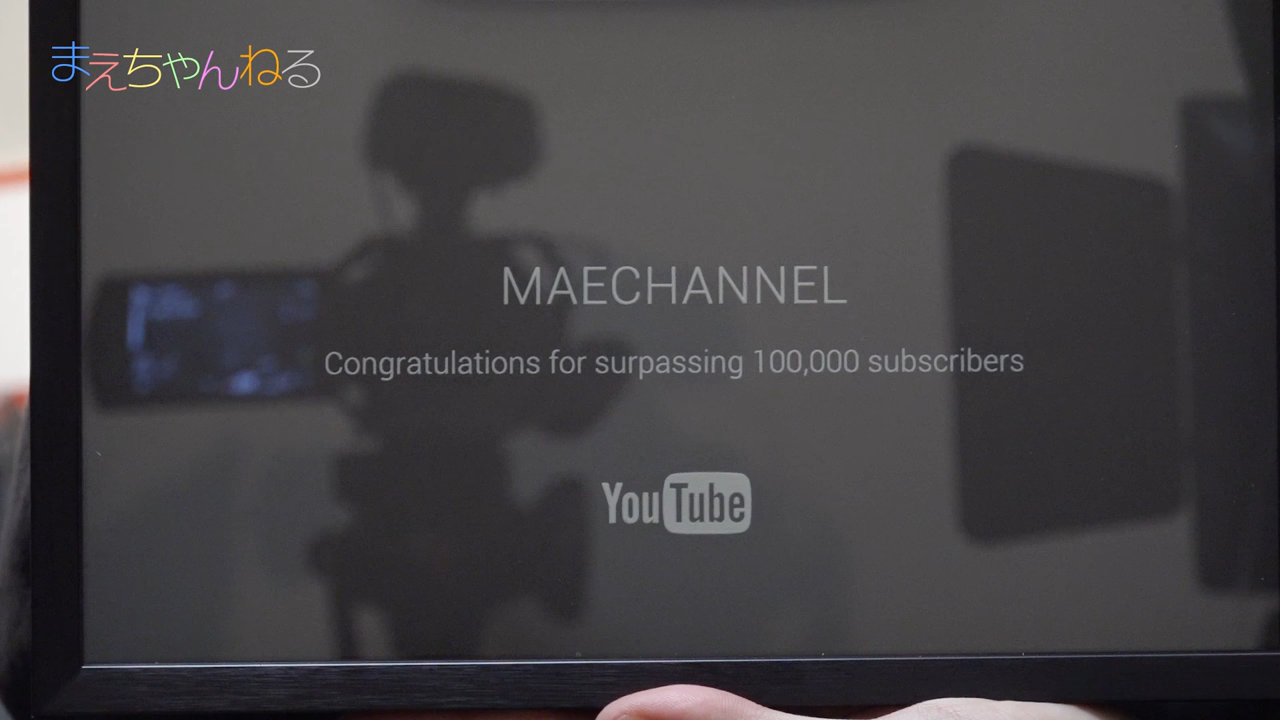 まえちゃんねる
MAECHANNEL
Congratulations for surpassing 100,000 subscribers
YouTube